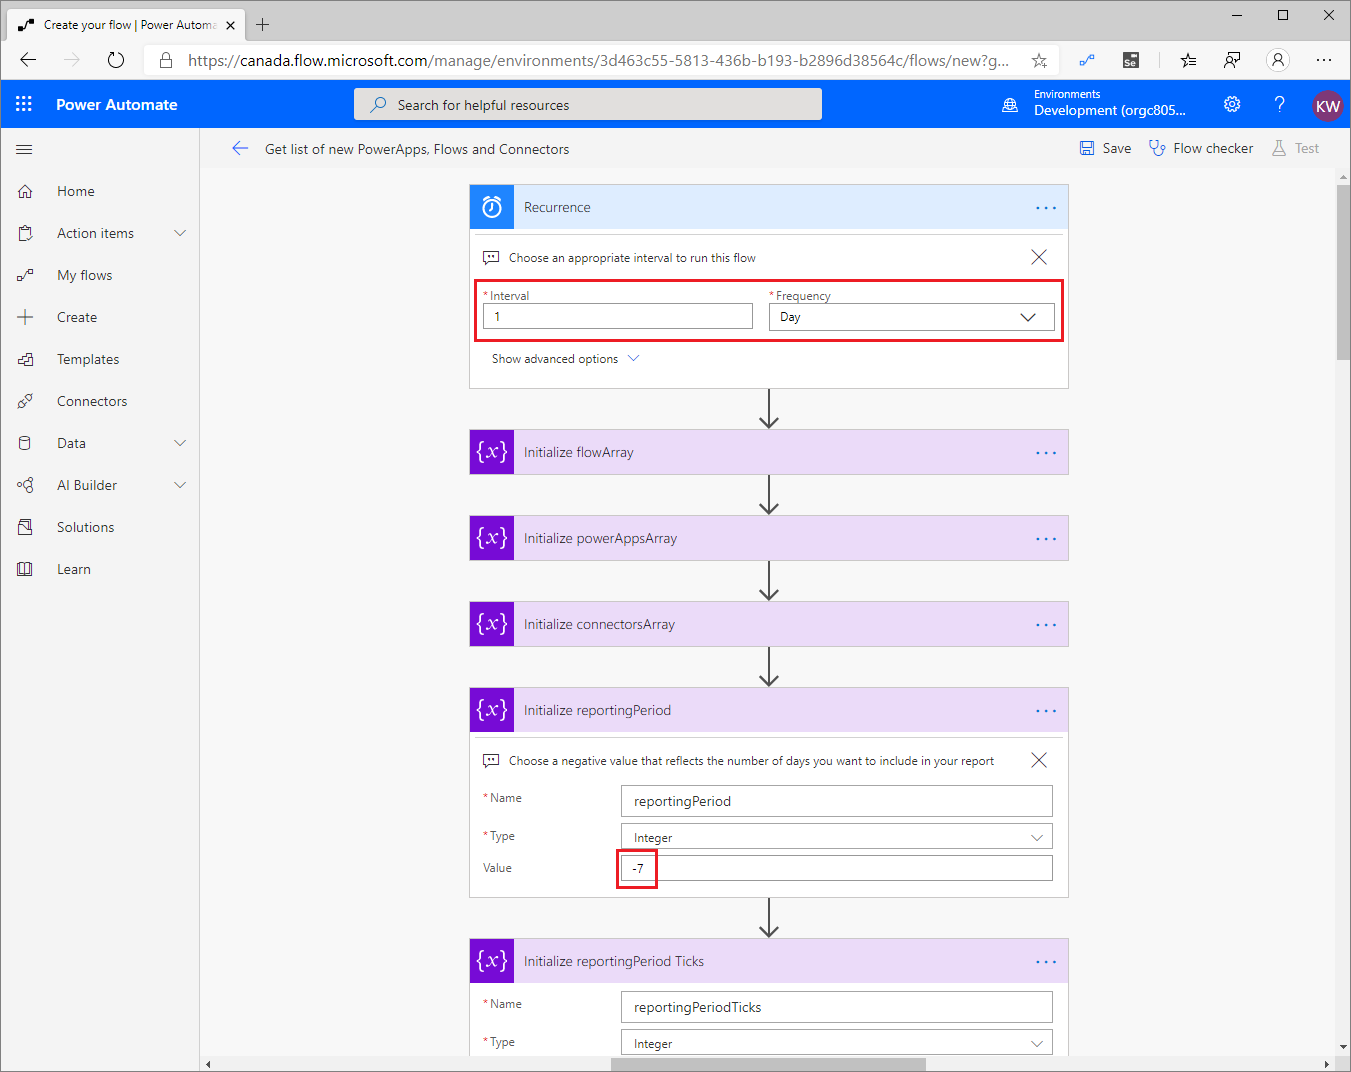 Create your flow | Power Automa
https://canada.flow.microsoft.com/manage/environments/3d463c55-5813-436b-b193-b2896d38564c/flows/new?g...
Se
Power Automate
Search for helpful resources
Environments
Development (orgc805...
?
KW
Get list of new PowerApps, Flows and Connectors
Save
Flow checker
Test
Home
Action items
My flows
Create
Templates
Connectors
Data
AI Builder
Solutions
Learn
Recurrence
Choose an appropriate interval to run this flow
* Interval
* Frequency
1
Day
Show advanced options
{x} Initialize flowArray
{x} Initialize powerAppsArray
{x} Initialize connectorsArray
{x} Initialize reportingPeriod
Choose a negative value that reflects the number of days you want to include in your report
* Name
reportingPeriod
* Type
Integer
Value
-7
{x} Initialize reportingPeriod Ticks
* Name
reportingPeriodTicks
* Type
Integer